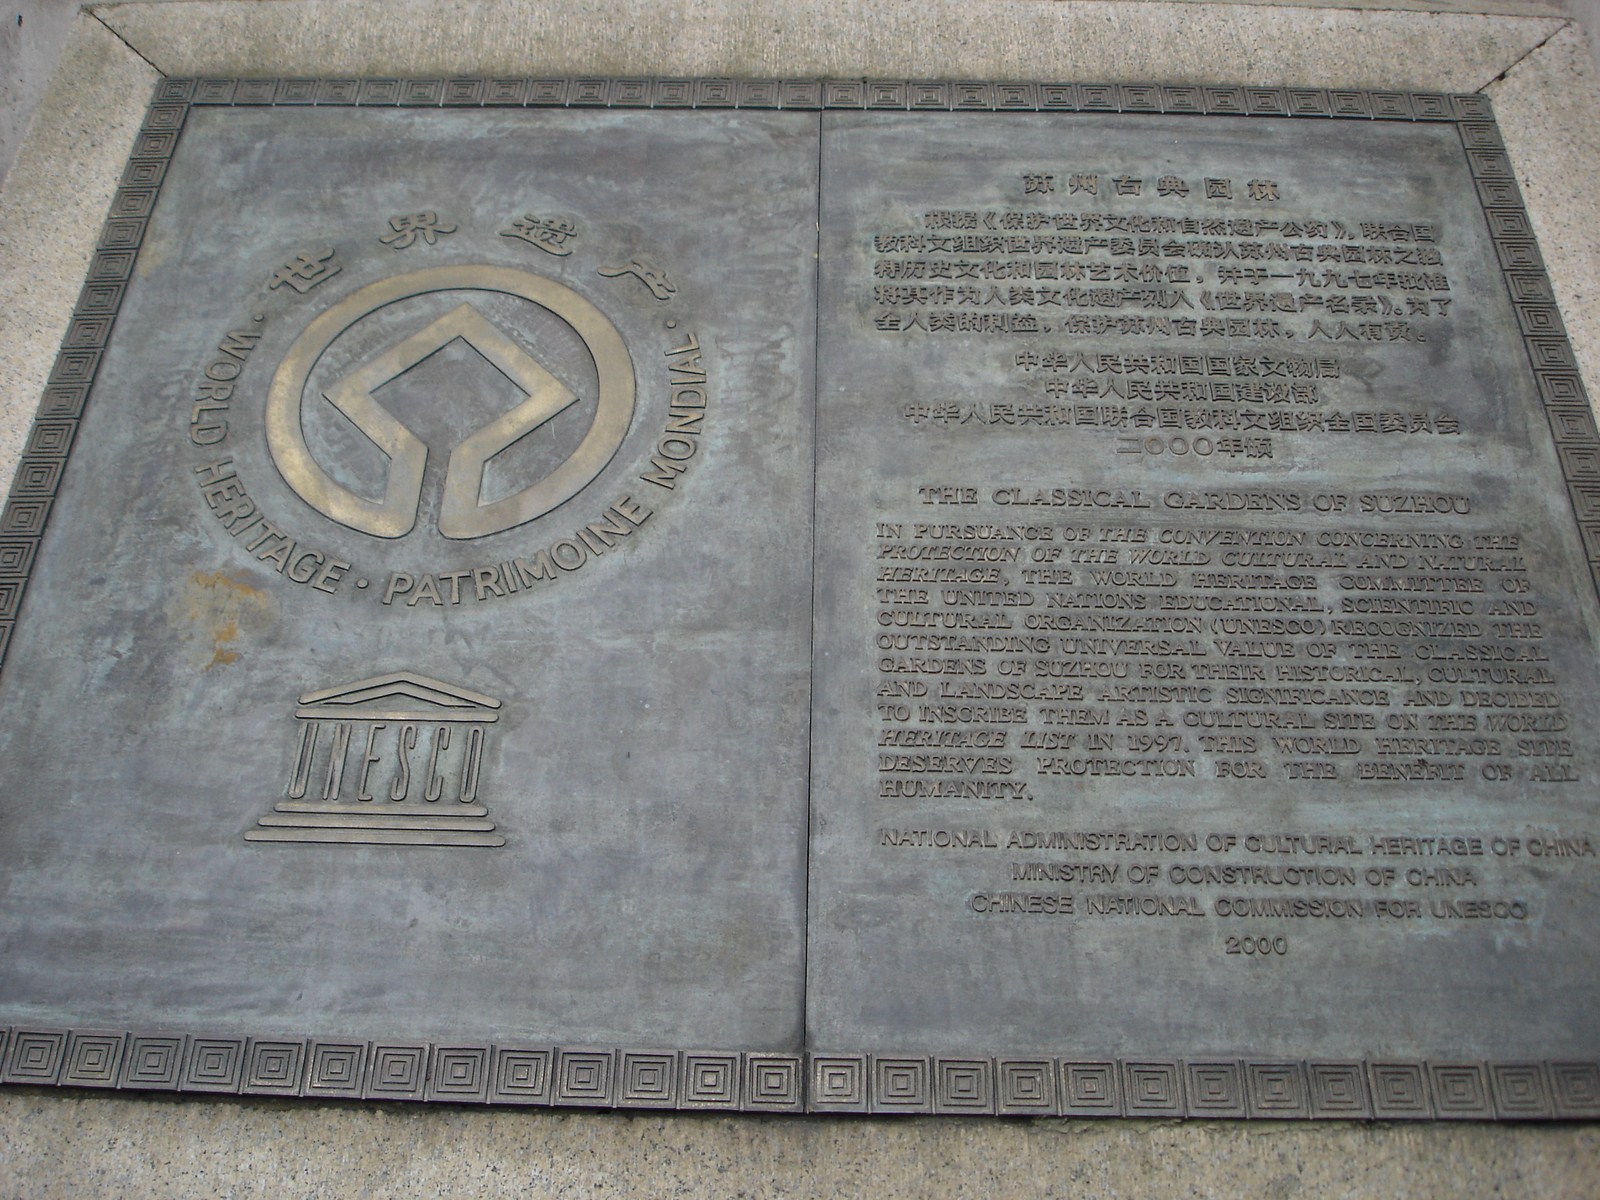 世界遗产
· WORLD HERITAGE · PATRIMOINE MONDIAL ·
UNESCO
苏州古典园林
根据《保护世界文化和自然遗产公约》，联合国
教科文组织世界遗产委员会确认苏州古典园林之独
特历史文化和园林艺术价值，并于一九九七年批准
将其作为人类文化遗产列入《世界遗产名录》。为了
全人类的利益，保护苏州古典园林，人人有责。
中华人民共和国国家文物局
中华人民共和国建设部
中华人民共和国联合国教科文组织全国委员会
二〇〇〇年颁
THE CLASSICAL GARDENS OF SUZHOU
IN PURSUANCE OF THE CONVENTION CONCERNING THE
PROTECTION OF THE WORLD CULTURAL AND NATURAL
HERITAGE, THE WORLD HERITAGE COMMITTEE OF
THE UNITED NATIONS EDUCATIONAL, SCIENTIFIC AND
CULTURAL ORGANIZATION (UNESCO) RECOGNIZED THE
OUTSTANDING UNIVERSAL VALUE OF THE CLASSICAL
GARDENS OF SUZHOU FOR THEIR HISTORICAL, CULTURAL
AND LANDSCAPE ARTISTIC SIGNIFICANCE AND DECIDED
TO INSCRIBE THEM AS A CULTURAL SITE ON THE WORLD
HERITAGE LIST IN 1997. THIS WORLD HERITAGE SITE
DESERVES PROTECTION FOR THE BENEFIT OF ALL
HUMANITY.
NATIONAL ADMINISTRATION OF CULTURAL HERITAGE OF CHINA
MINISTRY OF CONSTRUCTION OF CHINA
CHINESE NATIONAL COMMISSION FOR UNESCO
2000